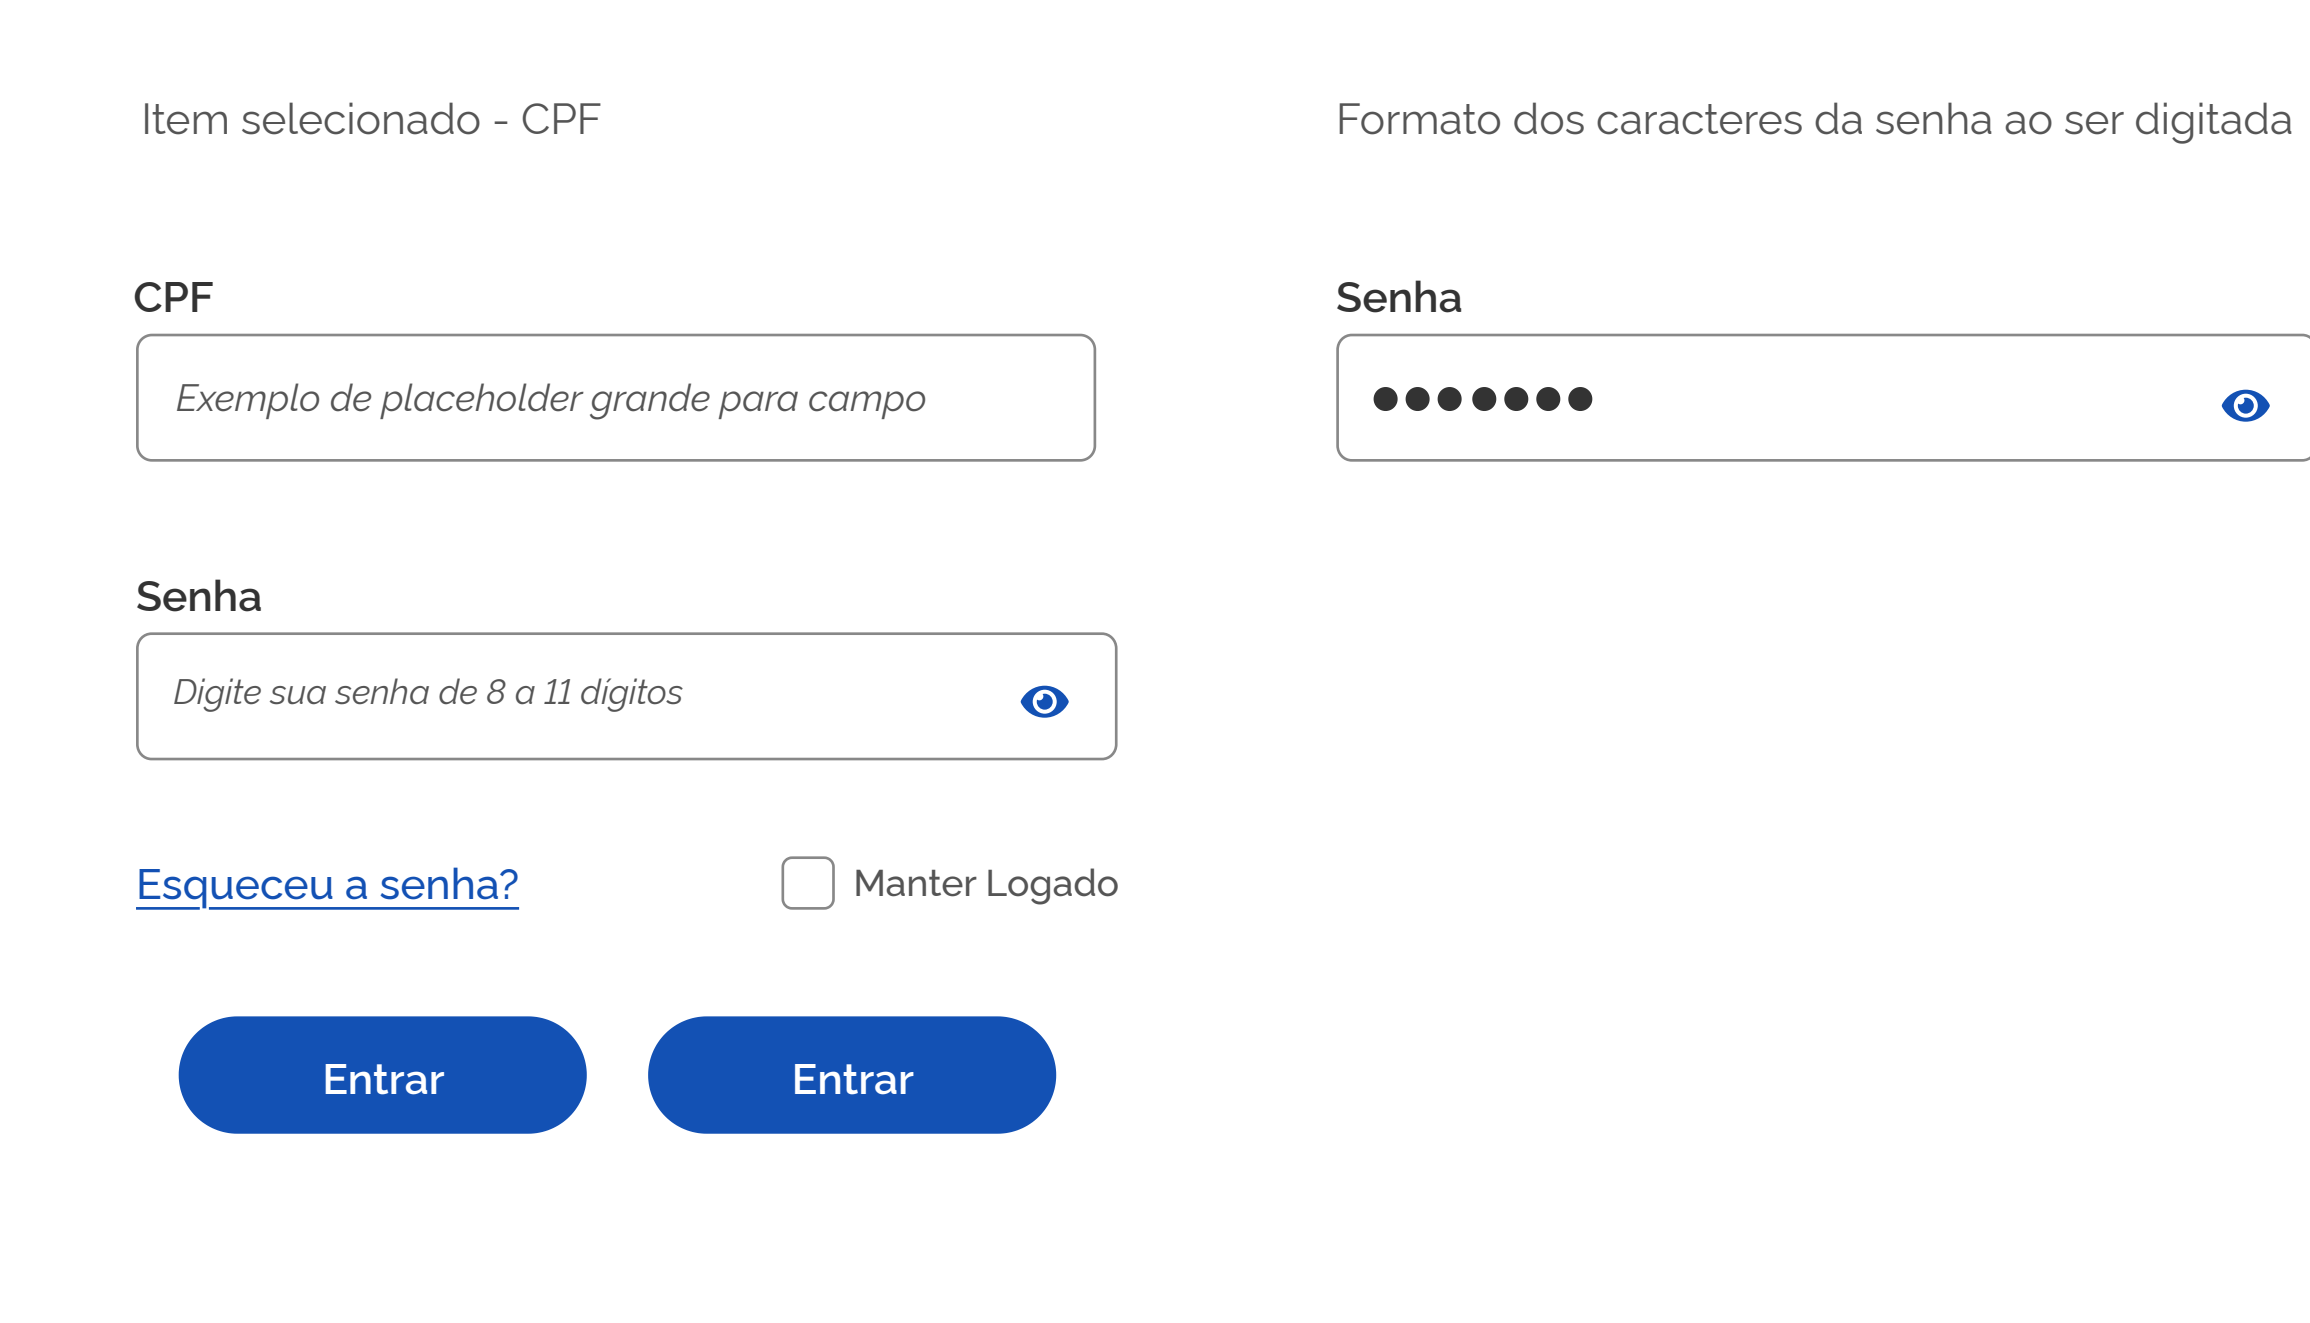 Item selecionado - CPF
CPF
Exemplo de placeholder grande para campo
Senha
Digite sua senha de 8 a 11 dígitos
Esqueceu a senha?
Manter Logado
Entrar
Entrar
Formato dos caracteres da senha ao ser digitada
Senha